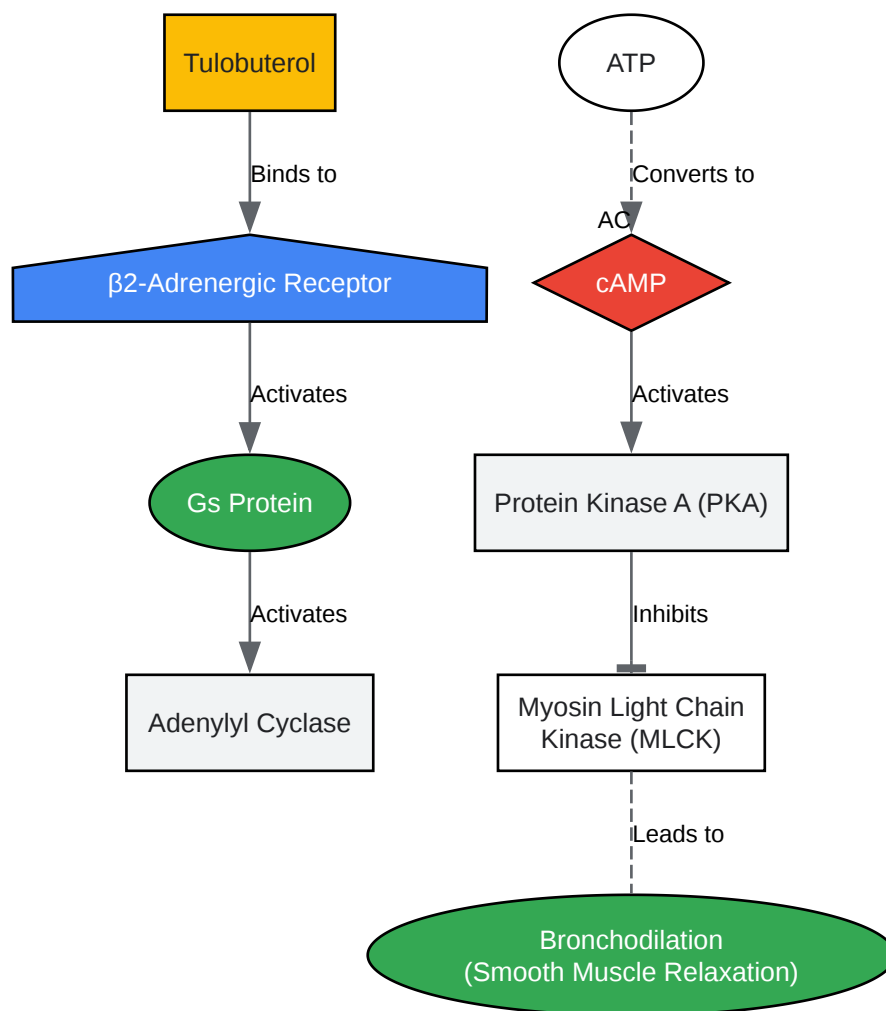 Tulobuterol
ATP
Binds to
Converts to
AC
β2-Adrenergic Receptor
cAMP
Activates
Activates
Gs Protein
Protein Kinase A (PKA)
Activates
Inhibits
Adenylyl Cyclase
Myosin Light Chain
Kinase (MLCK)
Leads to
Bronchodilation
(Smooth Muscle Relaxation)